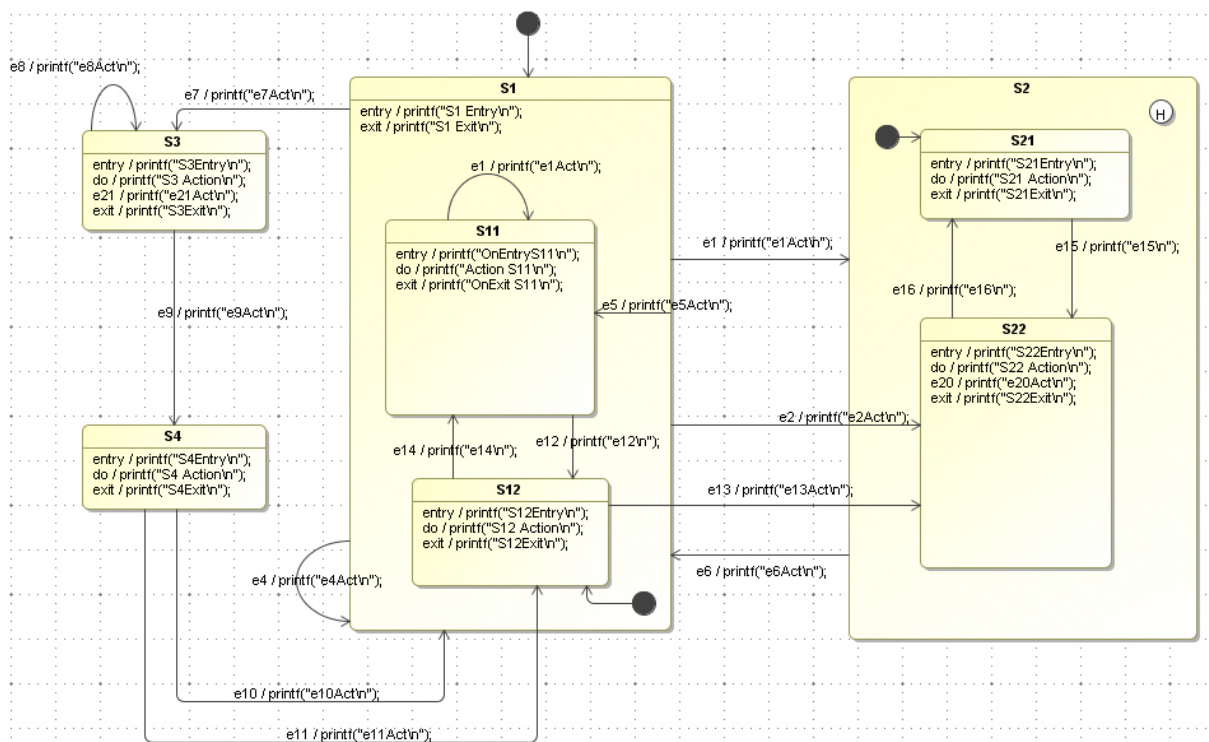 e8 / printf("e8Act\n");
e7 / printf("e7Act\n");
S3
entry / printf("S3Entry\n");
do / printf("S3 Action\n");
e21 / printf("e21Act\n");
exit / printf("S3Exit\n");
e9 / printf("e9Act\n");
S4
entry / printf("S4Entry\n");
do / printf("S4 Action\n");
exit / printf("S4Exit\n");
S1
entry / printf("S1 Entry\n");
exit / printf("S1 Exit\n");
e1 / printf("e1Act\n");
S11
entry / printf("OnEntryS11\n");
do / printf("Action S11\n");
exit / printf("OnExit S11\n");
e5 / printf("e5Act\n");
e14 / printf("e14\n");
e12 / printf("e12\n");
S12
entry / printf("S12Entry\n");
do / printf("S12 Action\n");
exit / printf("S12Exit\n");
e4 / printf("e4Act\n");
e10 / printf("e10Act\n");
e11 / printf("e11Act\n");
e1 / printf("e1Act\n");
e2 / printf("e2Act\n");
e13 / printf("e13Act\n");
e6 / printf("e6Act\n");
S2
H
S21
entry / printf("S21Entry\n");
do / printf("S21 Action\n");
exit / printf("S21Exit\n");
e15 / printf("e15\n");
e16 / printf("e16\n");
S22
entry / printf("S22Entry\n");
do / printf("S22 Action\n");
e20 / printf("e20Act\n");
exit / printf("S22Exit\n");